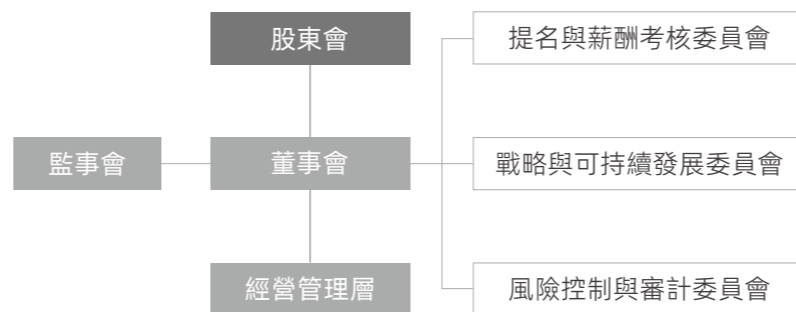 股東會
提名與薪酬考核委員會
監事會
董事會
戰略與可持續發展委員會
經營管理層
風險控制與審計委員會